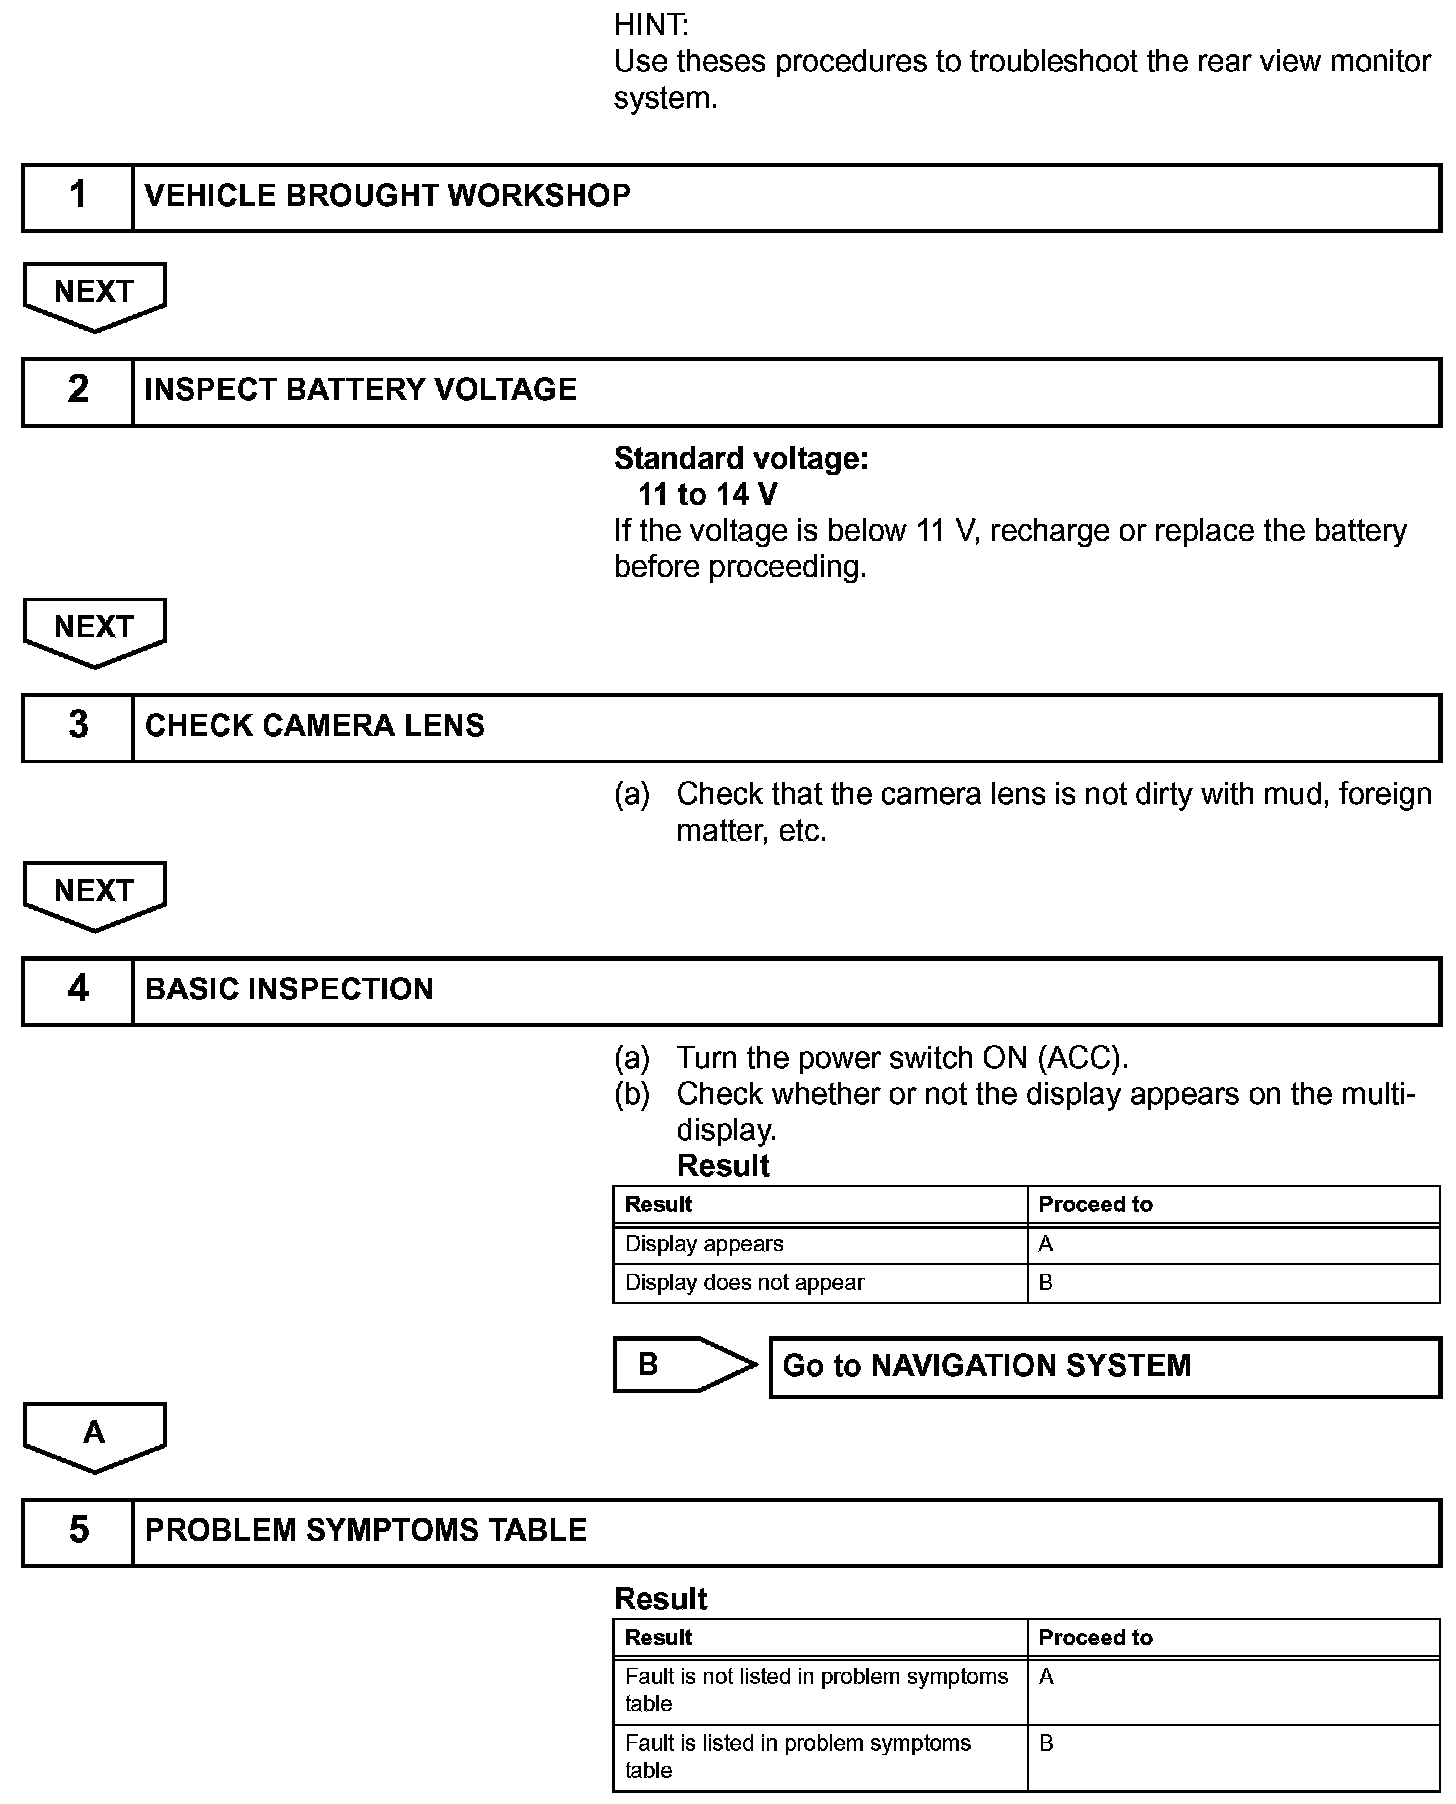 HINT:
Use theses procedures to troubleshoot the rear view monitor
system.
1 VEHICLE BROUGHT WORKSHOP
NEXT
2 INSPECT BATTERY VOLTAGE
Standard voltage:
11 to 14 V
If the voltage is below 11 V, recharge or replace the battery
before proceeding.
NEXT
3 CHECK CAMERA LENS
(a) Check that the camera lens is not dirty with mud, foreign
matter, etc.
NEXT
4 BASIC INSPECTION
(a) Turn the power switch ON (ACC).
(b) Check whether or not the display appears on the multi-
display.
Result
Result Proceed to
Display appears A
Display does not appear B
B Go to NAVIGATION SYSTEM
A
5 PROBLEM SYMPTOMS TABLE
Result
Result Proceed to
Fault is not listed in problem symptoms A
table
Fault is listed in problem symptoms B
table